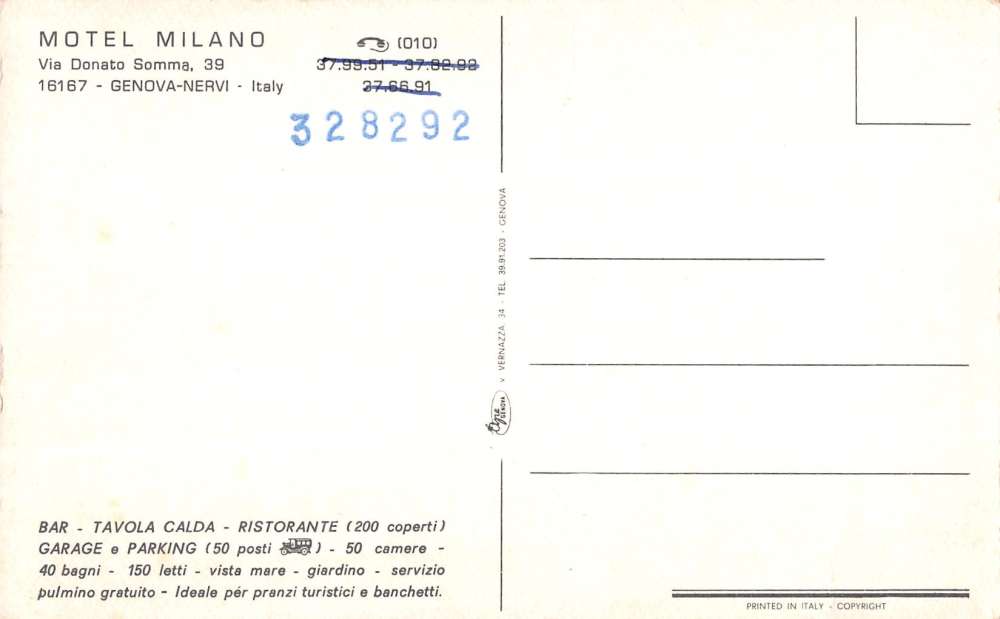 MOTEL MILANO
Via Donato Somma, 39
16167 - GENOVA-NERVI - Italy
(010)
37.99.51 - 37.82.92
37.66.91
328292
BAR - TAVOLA CALDA - RISTORANTE (200 coperti)
GARAGE e PARKING (50 posti ) - 50 camere -
40 bagni - 150 letti - vista mare - giardino - servizio
pulmino gratuito - Ideale pér pranzi turistici e banchetti.
GENOVA
V. VERNAZZA 34 - TEL 39.91.203 - GENOVA
PRINTED IN ITALY - COPYRIGHT